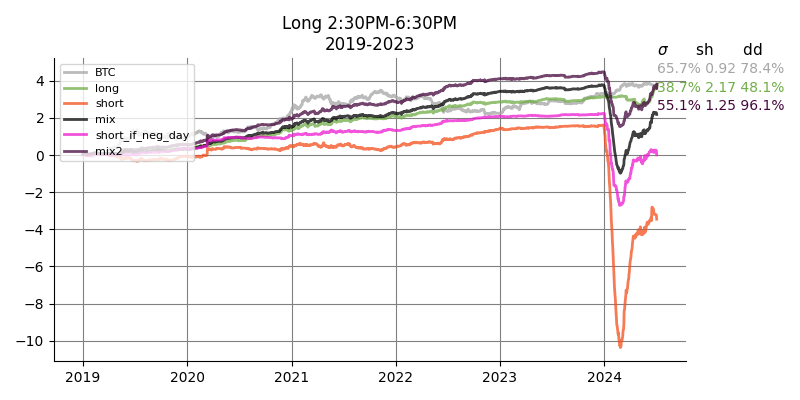 Long 2:30PM-6:30PM
2019-2023
σ sh dd
65.7% 0.92 78.4%
38.7% 2.17 48.1%
55.1% 1.25 96.1%
BTC
long
short
mix
short_if_neg_day
mix2
4
2
0
−2
−4
−6
−8
−10
2019 2020 2021 2022 2023 2024